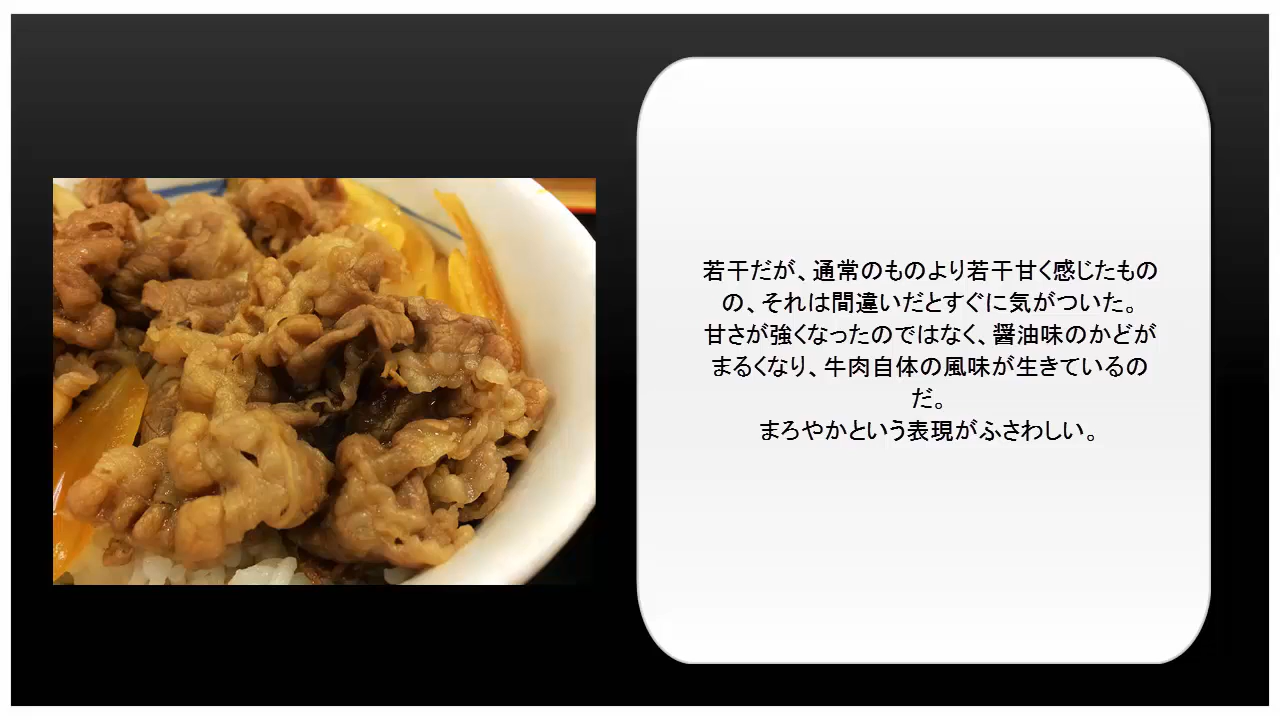 若干だが、通常のものより若干甘く感じたもの
の、それは間違いだとすぐに気がついた。
甘さが強くなったのではなく、醤油味のかどが
まるくなり、牛肉自体の風味が生きているの
だ。
まろやかという表現がふさわしい。